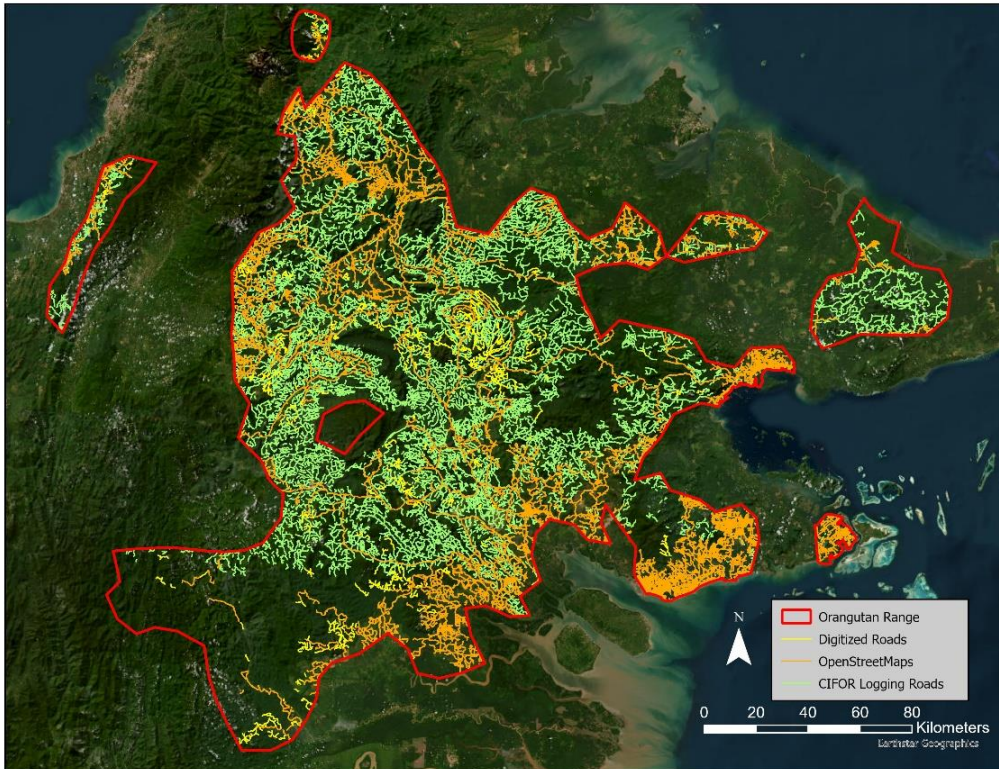 N
Orangutan Range
Digitized Roads
OpenStreetMaps
CIFOR Logging Roads
0 20 40 60 80 Kilometers
Earthstar Geographics